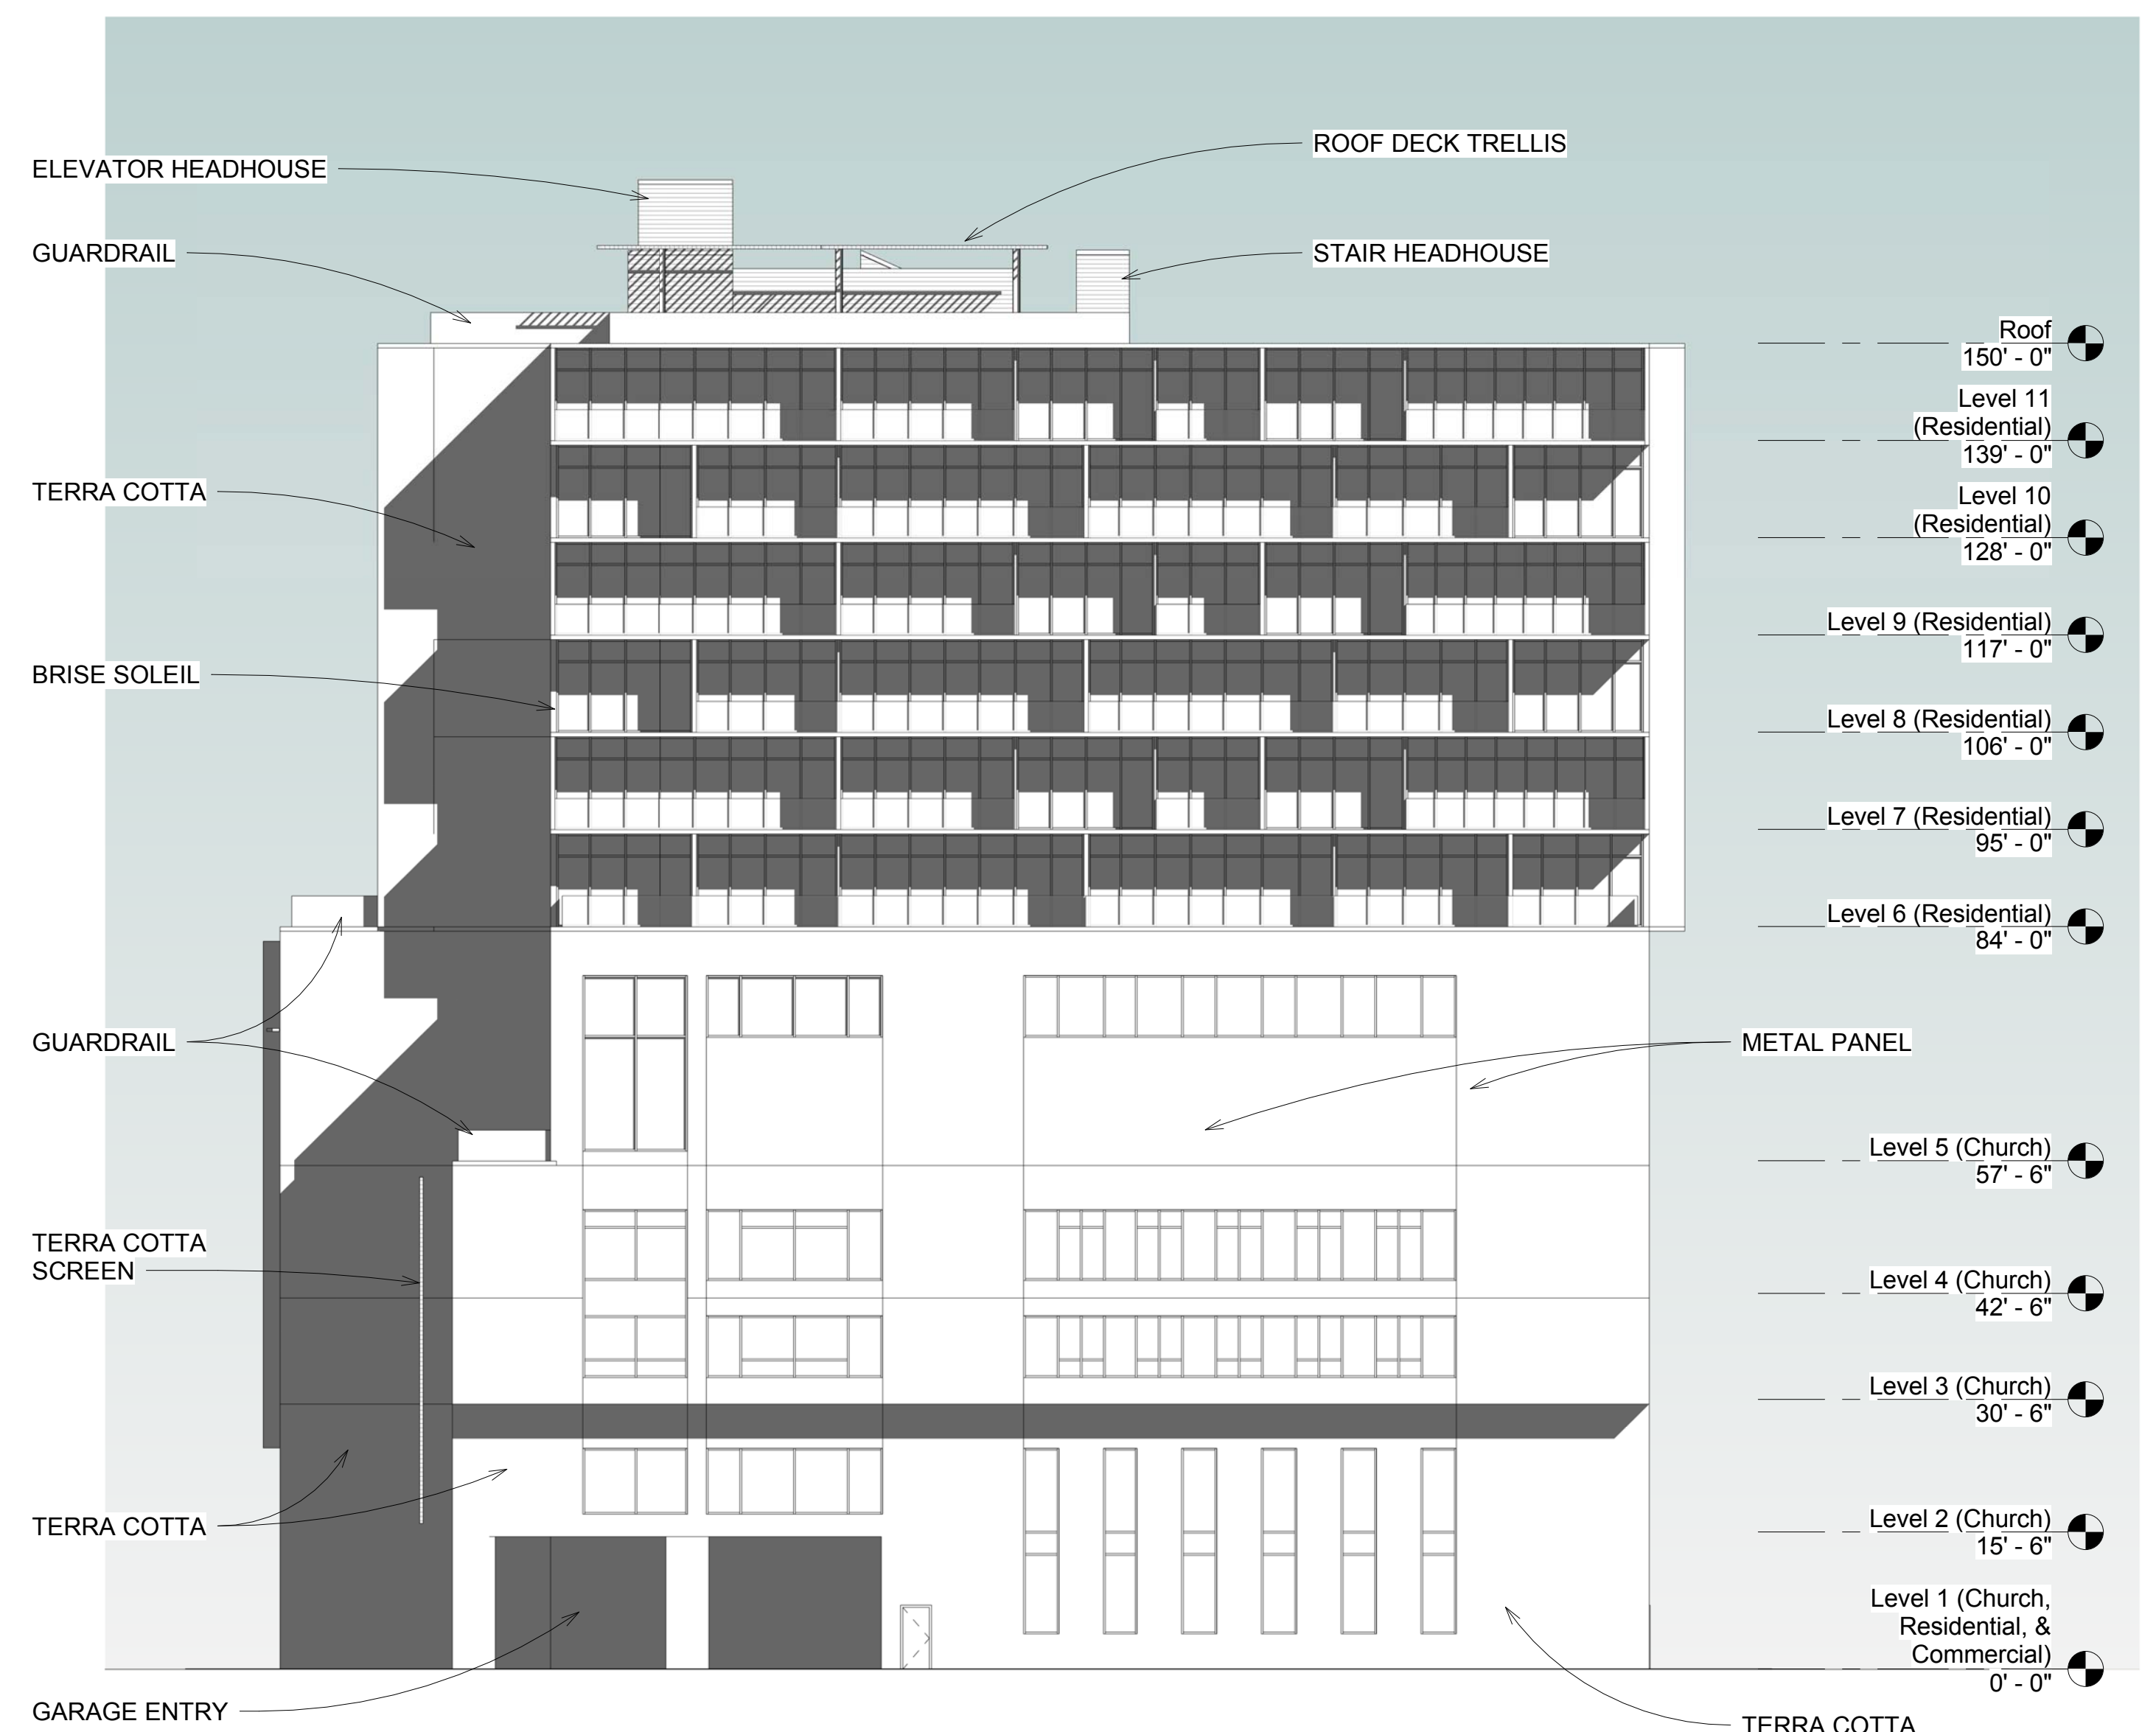 ELEVATOR HEADHOUSE
GUARDRAIL
TERRA COTTA
BRISE SOLEIL
GUARDRAIL
TERRA COTTA
SCREEN
TERRA COTTA
GARAGE ENTRY
ROOF DECK TRELLIS
STAIR HEADHOUSE
METAL PANEL
TERRA COTTA
Roof
150' - 0"
Level 11
(Residential)
139' - 0"
Level 10
(Residential)
128' - 0"
Level 9 (Residential)
117' - 0"
Level 8 (Residential)
106' - 0"
Level 7 (Residential)
95' - 0"
Level 6 (Residential)
84' - 0"
Level 5 (Church)
57' - 6"
Level 4 (Church)
42' - 6"
Level 3 (Church)
30' - 6"
Level 2 (Church)
15' - 6"
Level 1 (Church,
Residential, &
Commercial)
0' - 0"